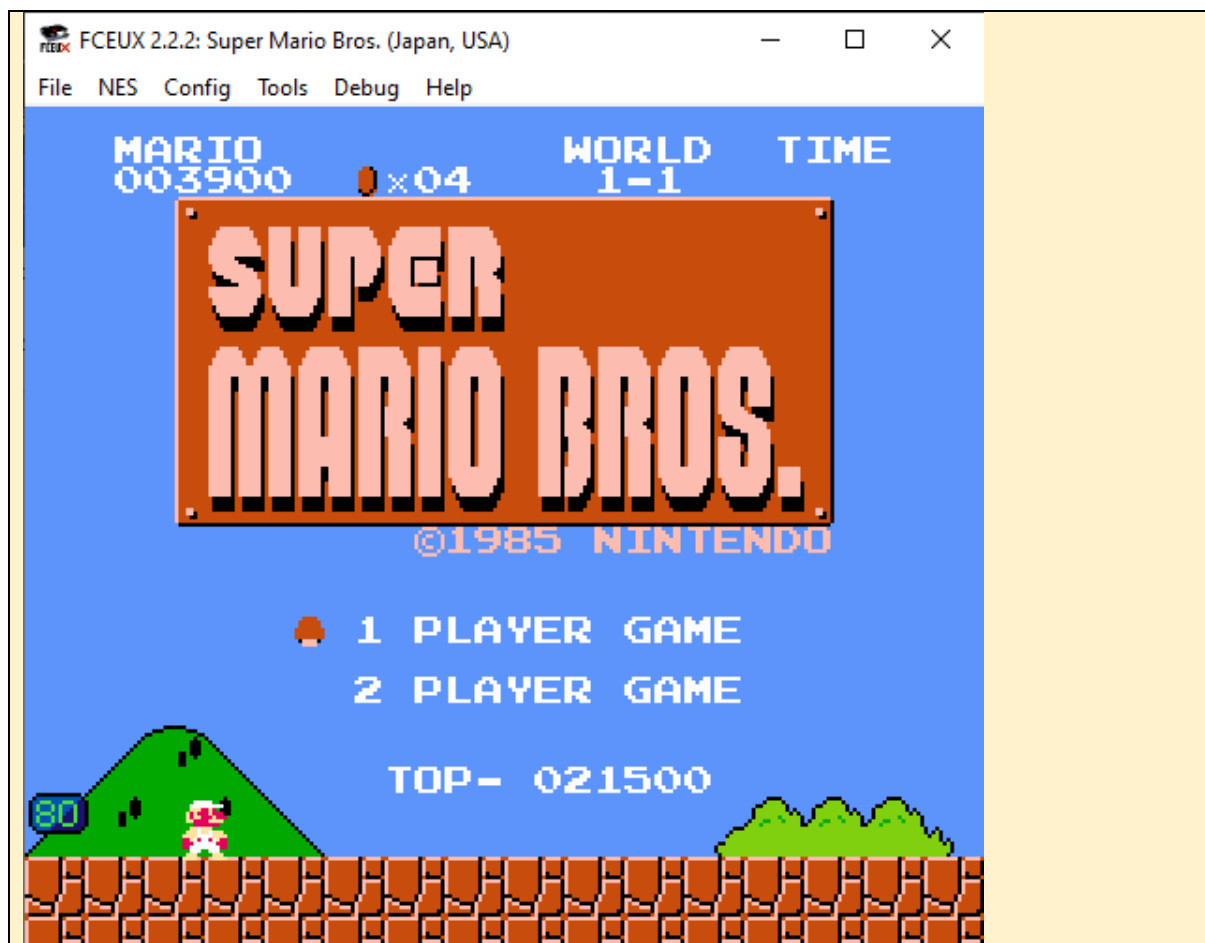 FCEUX 2.2.2: Super Mario Bros. (Japan, USA)
File NES Config Tools Debug Help
MARIO WORLD TIME
003900 ×04 1-1
SUPER
MARIO BROS.
©1985 NINTENDO
1 PLAYER GAME
2 PLAYER GAME
TOP- 021500
80